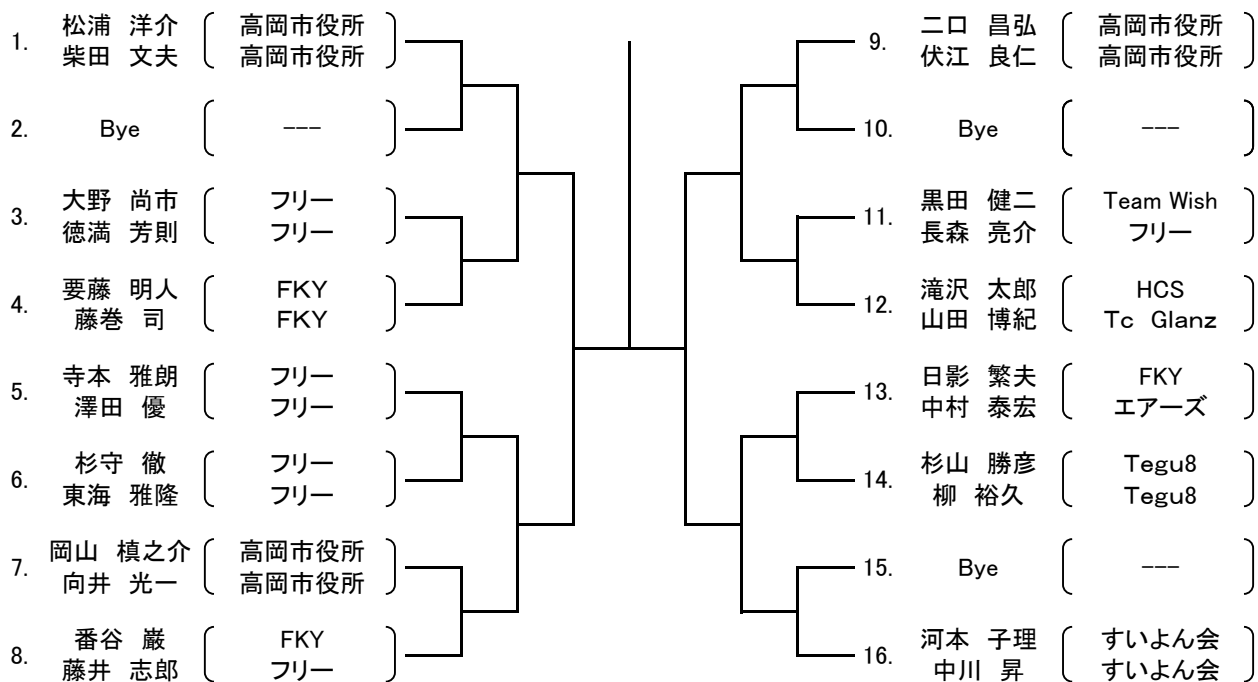 1. 松浦 洋介 高岡市役所
柴田 文夫 高岡市役所
2. Bye ---
3. 大野 尚市 フリー
徳満 芳則 フリー
4. 要藤 明人 FKY
藤巻 司 FKY
5. 寺本 雅朗 フリー
澤田 優 フリー
6. 杉守 徹 フリー
東海 雅隆 フリー
7. 岡山 槙之介 高岡市役所
向井 光一 高岡市役所
8. 番谷 巌 FKY
藤井 志郎 フリー
9. 二口 昌弘 高岡市役所
伏江 良仁 高岡市役所
10. Bye ---
11. 黒田 健二 Team Wish
長森 亮介 フリー
12. 滝沢 太郎 HCS
山田 博紀 Tc Glanz
13. 日影 繁夫 FKY
中村 泰宏 エアーズ
14. 杉山 勝彦 Tegu8
柳 裕久 Tegu8
15. Bye ---
16. 河本 子理 すいよん会
中川 昇 すいよん会